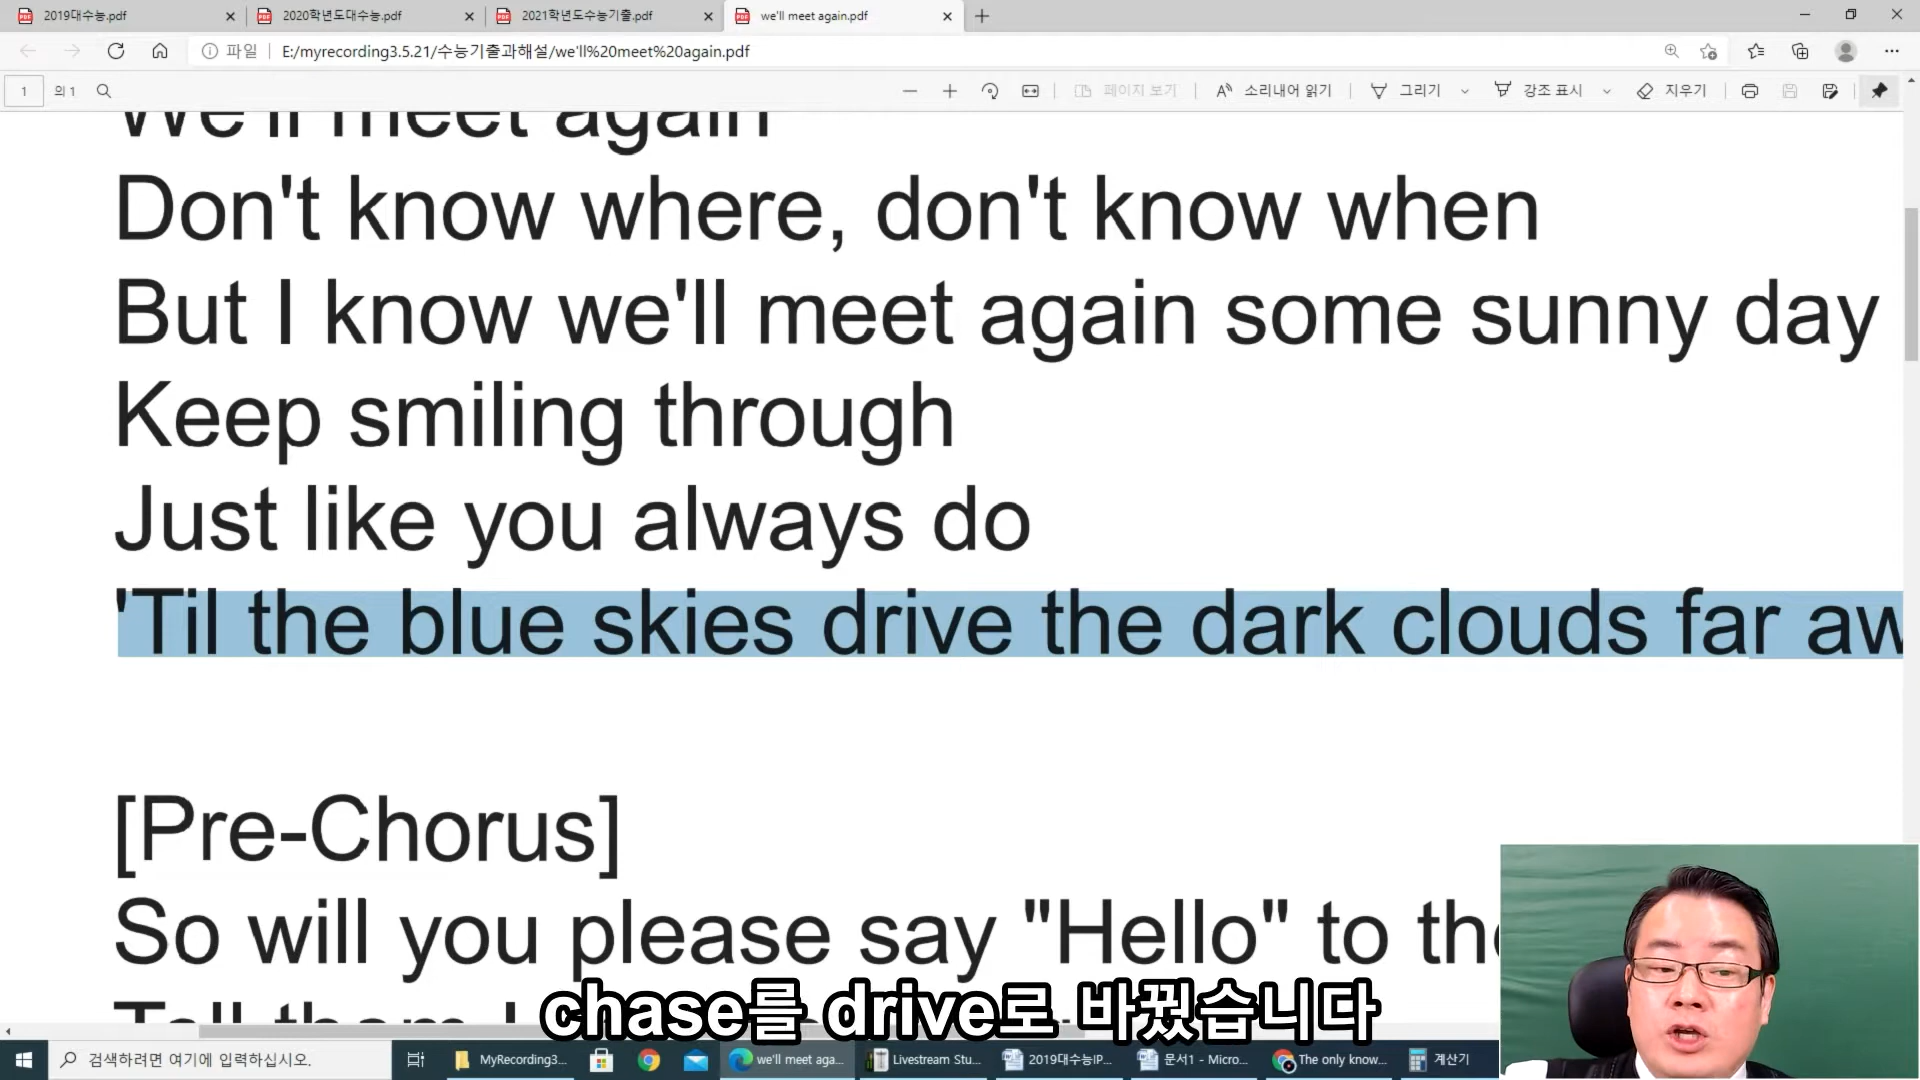 2019대수능.pdf
2020학년도대수능.pdf
2021학년도수능기출.pdf
we'll meet again.pdf
파일
E:/myrecording3.5.21/수능기출과해설/we'll%20meet%20again.pdf
1 의 1
페이지 보기
소리내어 읽기
그리기
강조 표시
지우기
We'll meet again
Don't know where, don't know when
But I know we'll meet again some sunny day
Keep smiling through
Just like you always do
'Til the blue skies drive the dark clouds far aw
[Pre-Chorus]
So will you please say "Hello" to the
Tell them I
chase를 drive로 바꿨습니다
검색하려면 여기에 입력하십시오.
MyRecording3...
we'll meet aga...
Livestream Stu...
2019대수능IP...
문서1 - Micro...
The only know...
계산기